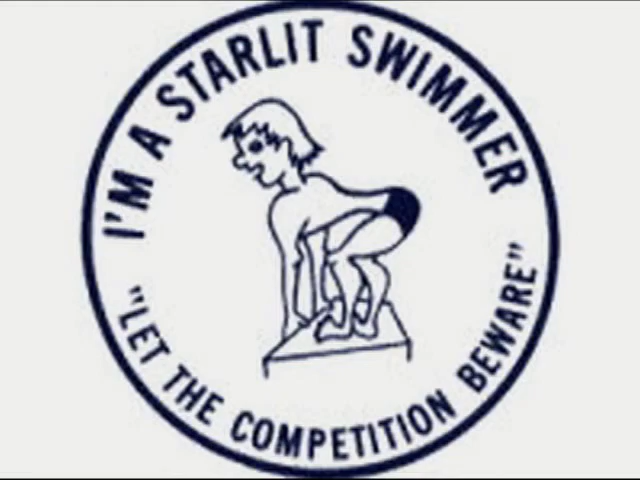 I'M A STARLIT SWIMMER
"LET THE COMPETITION BEWARE"